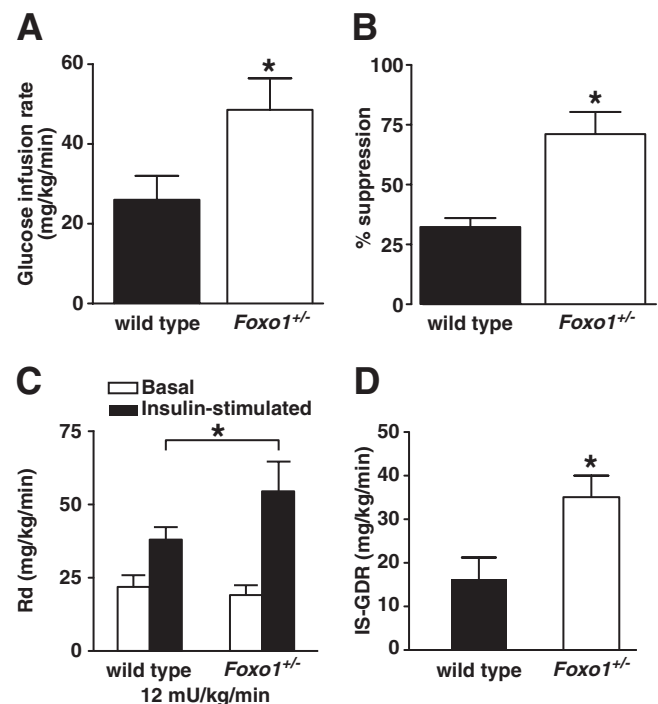 A
Glucose infusion rate
(mg/kg/min)
60
40
20
0
*
wild type Foxo1+/-
B
% suppression
100
75
50
25
0
*
wild type Foxo1+/-
C
Basal
Insulin-stimulated
Rd (mg/kg/min)
75
50
25
0
*
wild type Foxo1+/-
12 mU/kg/min
D
IS-GDR (mg/kg/min)
50
40
30
20
10
0
*
wild type Foxo1+/-